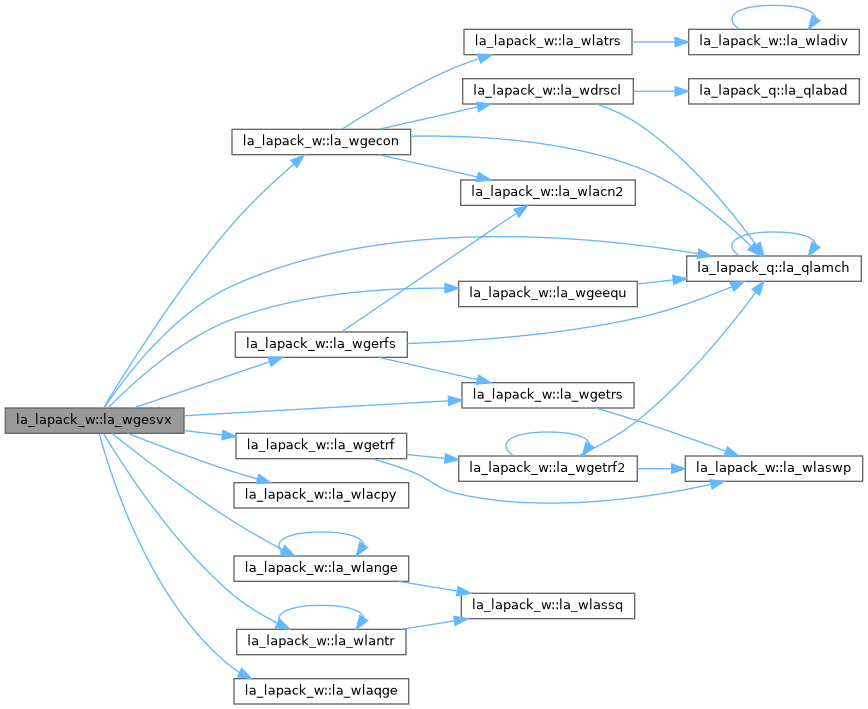 la_lapack_w::la_wlatrs
la_lapack_w::la_wladiv
la_lapack_w::la_wdrscl
la_lapack_q::la_qlabad
la_lapack_w::la_wgecon
la_lapack_w::la_wlacn2
la_lapack_q::la_qlamch
la_lapack_w::la_wgeequ
la_lapack_w::la_wgerfs
la_lapack_w::la_wgetrs
la_lapack_w::la_wgesvx
la_lapack_w::la_wgetrf
la_lapack_w::la_wgetrf2
la_lapack_w::la_wlaswp
la_lapack_w::la_wlacpy
la_lapack_w::la_wlange
la_lapack_w::la_wlassq
la_lapack_w::la_wlantr
la_lapack_w::la_wlaqge